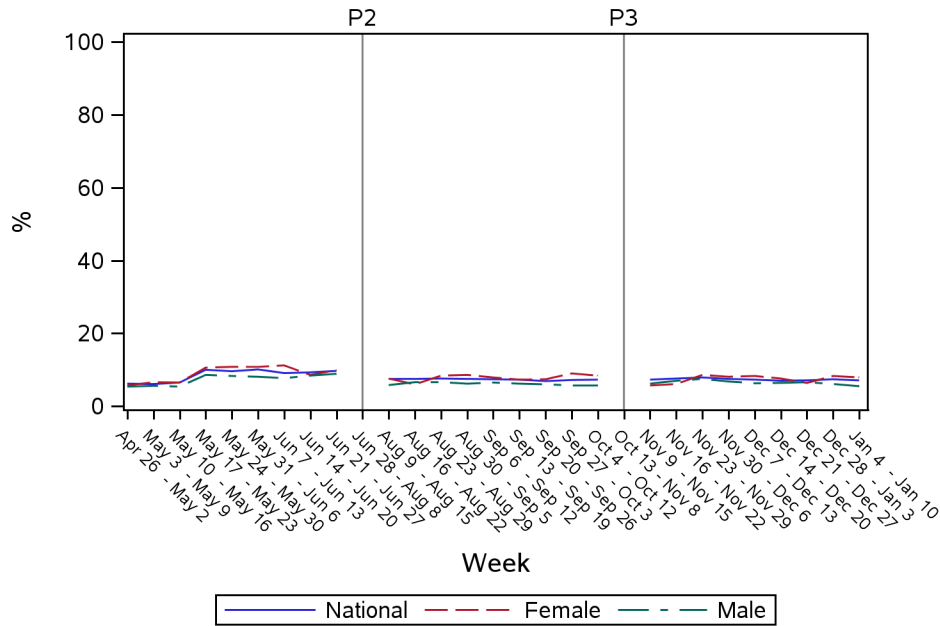 P2
P3
100
80
60
40
20
0
%
Apr 26 - May 2
May 3 - May 9
May 10 - May 16
May 17 - May 23
May 24 - May 30
May 31 - Jun 6
Jun 7 - Jun 13
Jun 14 - Jun 20
Jun 21 - Jun 27
Jun 28 - Aug 8
Aug 9 - Aug 15
Aug 16 - Aug 22
Aug 23 - Aug 29
Aug 30 - Sep 5
Sep 6 - Sep 12
Sep 13 - Sep 19
Sep 20 - Sep 26
Sep 27 - Oct 3
Oct 4 - Oct 12
Oct 13 - Nov 8
Nov 9 - Nov 15
Nov 16 - Nov 22
Nov 23 - Nov 29
Nov 30 - Dec 6
Dec 7 - Dec 13
Dec 14 - Dec 20
Dec 21 - Dec 27
Dec 28 - Jan 3
Jan 4 - Jan 10
Week
National
Female
Male